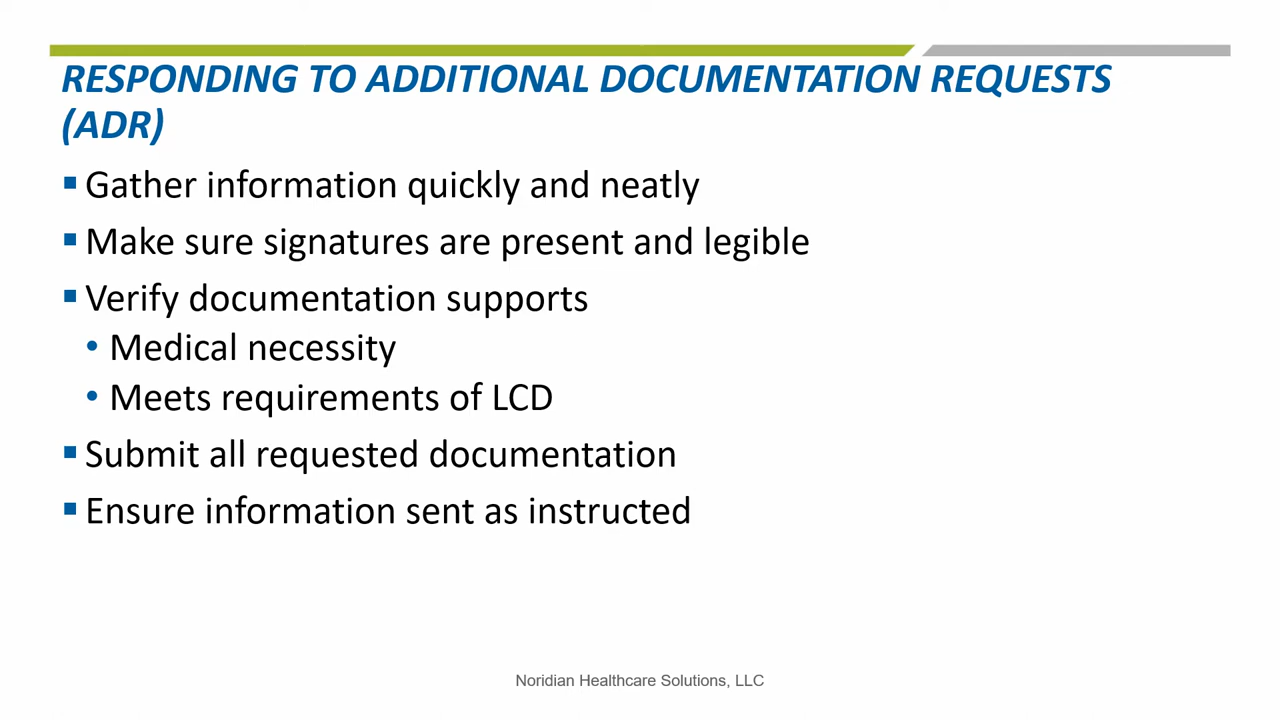 RESPONDING TO ADDITIONAL DOCUMENTATION REQUESTS
(ADR)
Gather information quickly and neatly
Make sure signatures are present and legible
Verify documentation supports
Medical necessity
Meets requirements of LCD
Submit all requested documentation
Ensure information sent as instructed
Noridian Healthcare Solutions, LLC